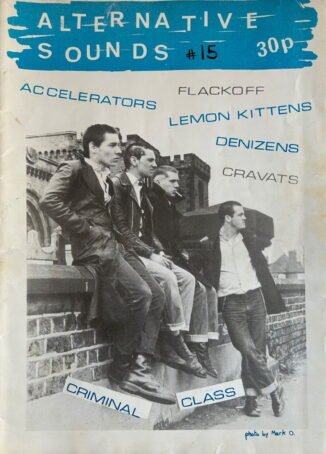 ALTERNATIVE
SOUNDS #15 30p
ACCELERATORS
FLACKOFF
LEMON KITTENS
DENIZENS
CRAVATS
CRIMINAL CLASS
photo by Mark O.